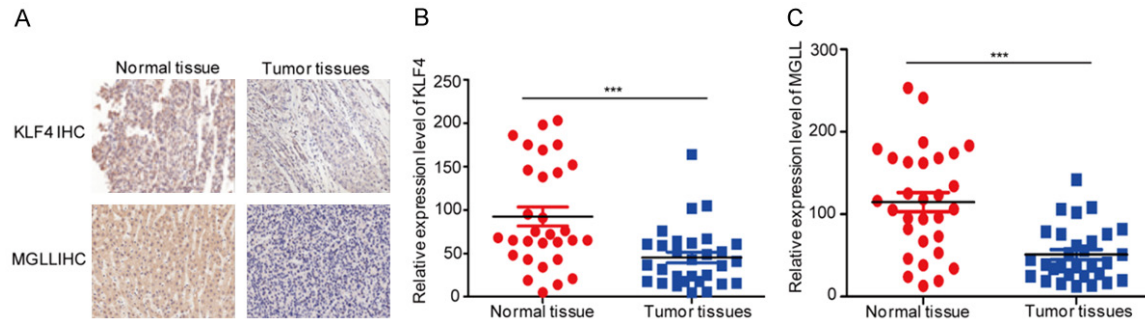 A
Normal tissue
Tumor tissues
KLF4 IHC
MGLLIHC
B
Relative expression level of KLF4
250
200
150
100
50
0
***
Normal tissue
Tumor tissues
C
Relative expression level of MGLL
300
200
100
0
***
Normal tissue
Tumor tissues